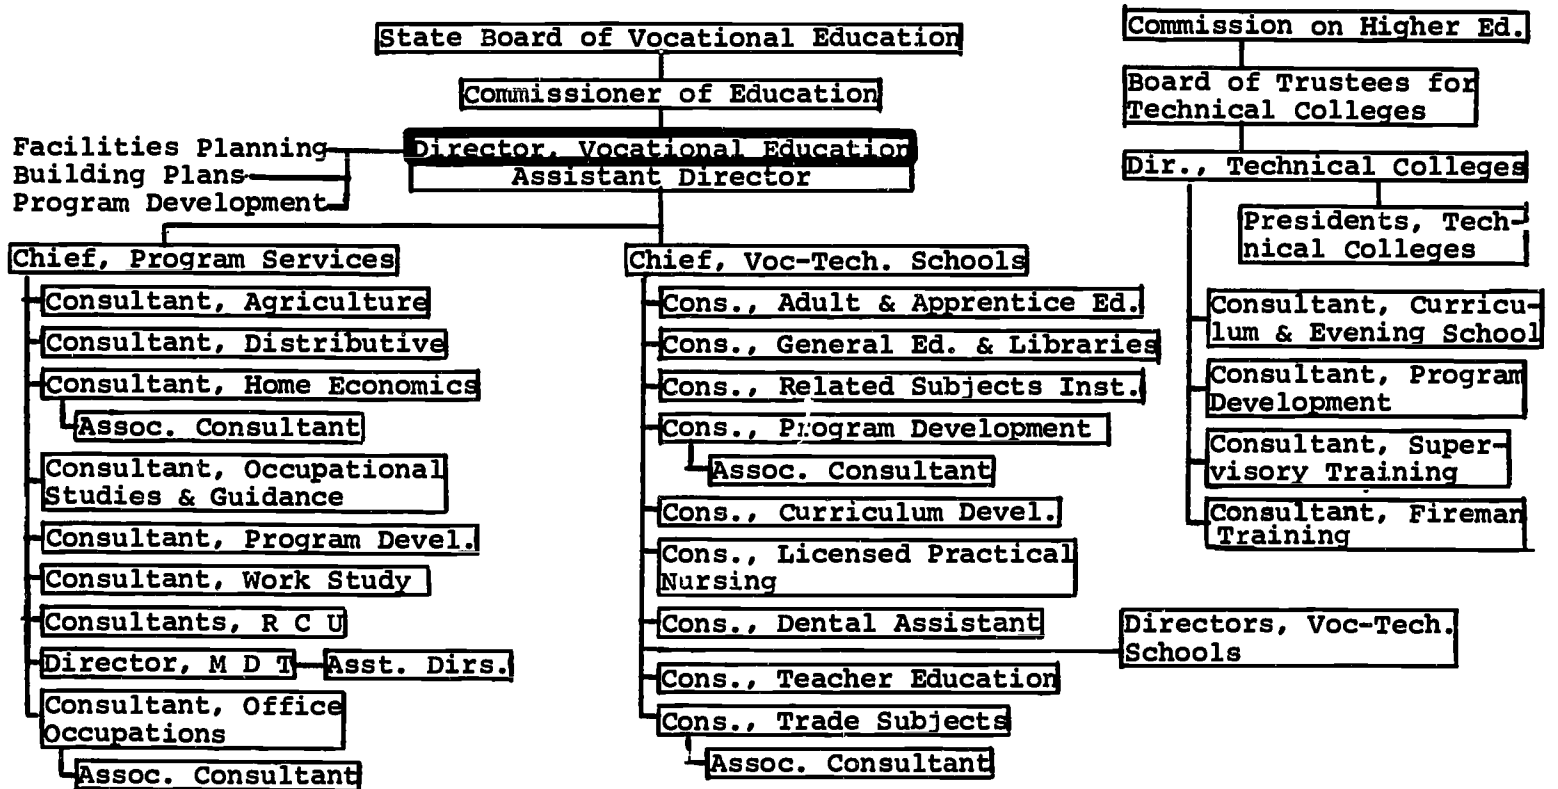 State Board of Vocational Education
Commissioner of Education
Facilities Planning
Building Plans
Program Development
Director, Vocational Education
Assistant Director
Chief, Program Services
Consultant, Agriculture
Consultant, Distributive
Consultant, Home Economics
Assoc. Consultant
Consultant, Occupational
Studies & Guidance
Consultant, Program Devel.
Consultant, Work Study
Consultants, R C U
Director, M D T
Asst. Dirs.
Consultant, Office
Occupations
Assoc. Consultant
Chief, Voc-Tech. Schools
Cons., Adult & Apprentice Ed.
Cons., General Ed. & Libraries
Cons., Related Subjects Inst.
Cons., Program Development
Assoc. Consultant
Cons., Curriculum Devel.
Cons., Licensed Practical
Nursing
Cons., Dental Assistant
Directors, Voc-Tech.
Schools
Cons., Teacher Education
Cons., Trade Subjects
Assoc. Consultant
Commission on Higher Ed.
Board of Trustees for
Technical Colleges
Dir., Technical Colleges
Presidents, Tech-
nical Colleges
Consultant, Curricu-
lum & Evening School
Consultant, Program
Development
Consultant, Super-
visory Training
Consultant, Fireman
Training